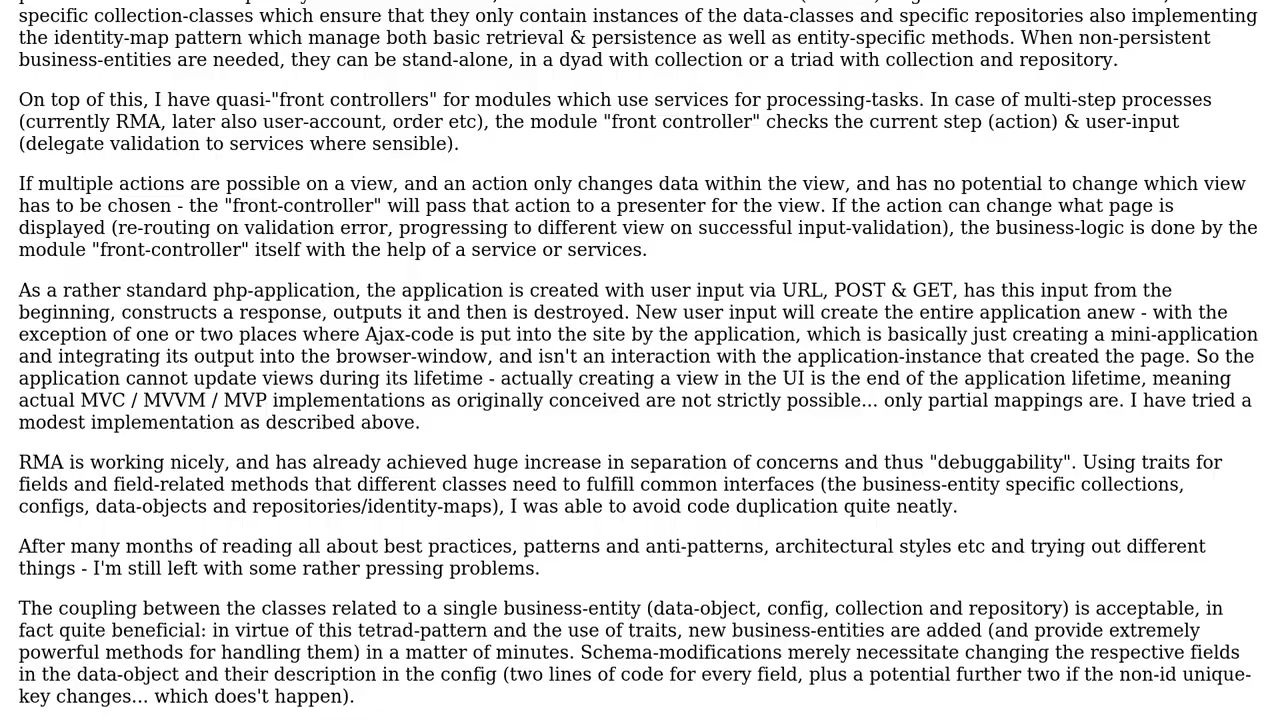 specific collection-classes which ensure that they only contain instances of the data-classes and specific repositories also implementing
the identity-map pattern which manage both basic retrieval & persistence as well as entity-specific methods. When non-persistent
business-entities are needed, they can be stand-alone, in a dyad with collection or a triad with collection and repository.
On top of this, I have quasi-"front controllers" for modules which use services for processing-tasks. In case of multi-step processes
(currently RMA, later also user-account, order etc), the module "front controller" checks the current step (action) & user-input
(delegate validation to services where sensible).
If multiple actions are possible on a view, and an action only changes data within the view, and has no potential to change which view
has to be chosen - the "front-controller" will pass that action to a presenter for the view. If the action can change what page is
displayed (re-routing on validation error, progressing to different view on successful input-validation), the business-logic is done by the
module "front-controller" itself with the help of a service or services.
As a rather standard php-application, the application is created with user input via URL, POST & GET, has this input from the
beginning, constructs a response, outputs it and then is destroyed. New user input will create the entire application anew - with the
exception of one or two places where Ajax-code is put into the site by the application, which is basically just creating a mini-application
and integrating its output into the browser-window, and isn't an interaction with the application-instance that created the page. So the
application cannot update views during its lifetime - actually creating a view in the UI is the end of the application lifetime, meaning
actual MVC / MVVM / MVP implementations as originally conceived are not strictly possible... only partial mappings are. I have tried a
modest implementation as described above.
RMA is working nicely, and has already achieved huge increase in separation of concerns and thus "debuggability". Using traits for
fields and field-related methods that different classes need to fulfill common interfaces (the business-entity specific collections,
configs, data-objects and repositories/identity-maps), I was able to avoid code duplication quite neatly.
After many months of reading all about best practices, patterns and anti-patterns, architectural styles etc and trying out different
things - I'm still left with some rather pressing problems.
The coupling between the classes related to a single business-entity (data-object, config, collection and repository) is acceptable, in
fact quite beneficial: in virtue of this tetrad-pattern and the use of traits, new business-entities are added (and provide extremely
powerful methods for handling them) in a matter of minutes. Schema-modifications merely necessitate changing the respective fields
in the data-object and their description in the config (two lines of code for every field, plus a potential further two if the non-id unique-
key changes... which does't happen).